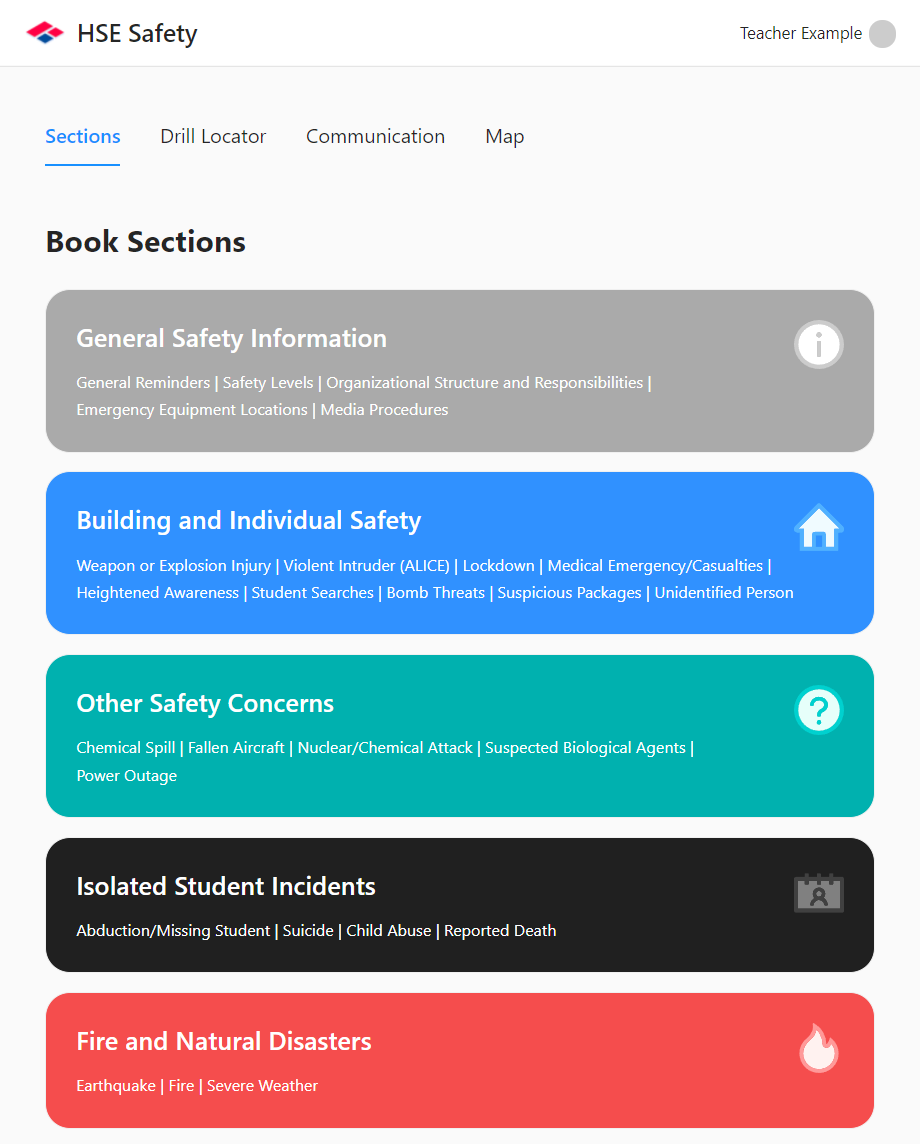 HSE Safety
Teacher Example
Sections Drill Locator Communication Map
Book Sections
General Safety Information
General Reminders | Safety Levels | Organizational Structure and Responsibilities |
Emergency Equipment Locations | Media Procedures
Building and Individual Safety
Weapon or Explosion Injury | Violent Intruder (ALICE) | Lockdown | Medical Emergency/Casualties |
Heightened Awareness | Student Searches | Bomb Threats | Suspicious Packages | Unidentified Person
Other Safety Concerns
Chemical Spill | Fallen Aircraft | Nuclear/Chemical Attack | Suspected Biological Agents |
Power Outage
Isolated Student Incidents
Abduction/Missing Student | Suicide | Child Abuse | Reported Death
Fire and Natural Disasters
Earthquake | Fire | Severe Weather